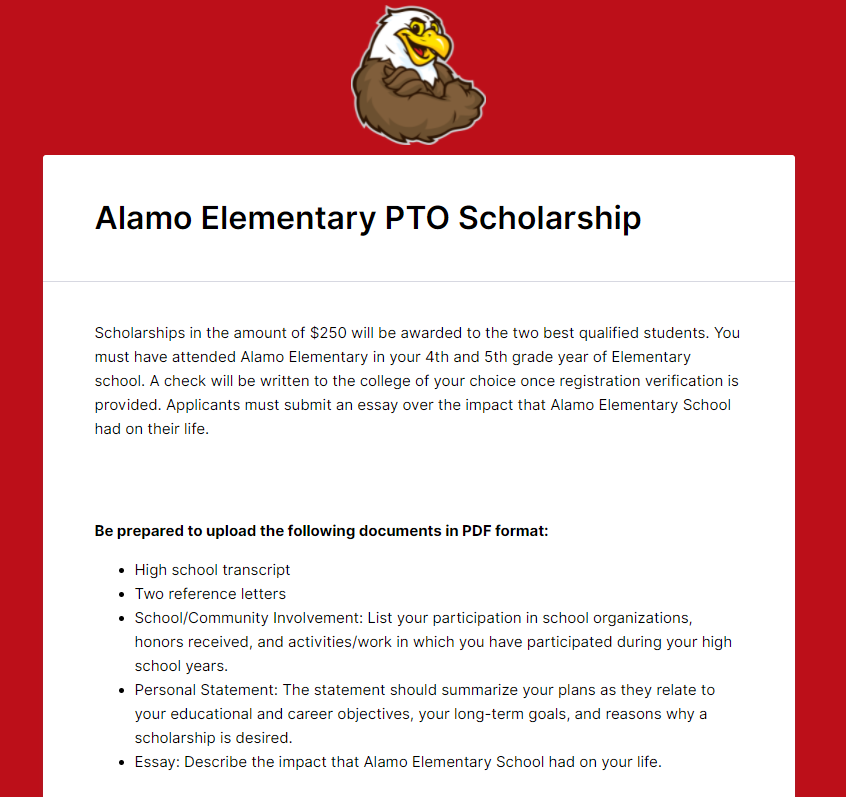 Alamo Elementary PTO Scholarship
Scholarships in the amount of $250 will be awarded to the two best qualified students. You
must have attended Alamo Elementary in your 4th and 5th grade year of Elementary
school. A check will be written to the college of your choice once registration verification is
provided. Applicants must submit an essay over the impact that Alamo Elementary School
had on their life.
Be prepared to upload the following documents in PDF format:
• High school transcript
• Two reference letters
• School/Community Involvement: List your participation in school organizations,
honors received, and activities/work in which you have participated during your high
school years.
• Personal Statement: The statement should summarize your plans as they relate to
your educational and career objectives, your long-term goals, and reasons why a
scholarship is desired.
• Essay: Describe the impact that Alamo Elementary School had on your life.